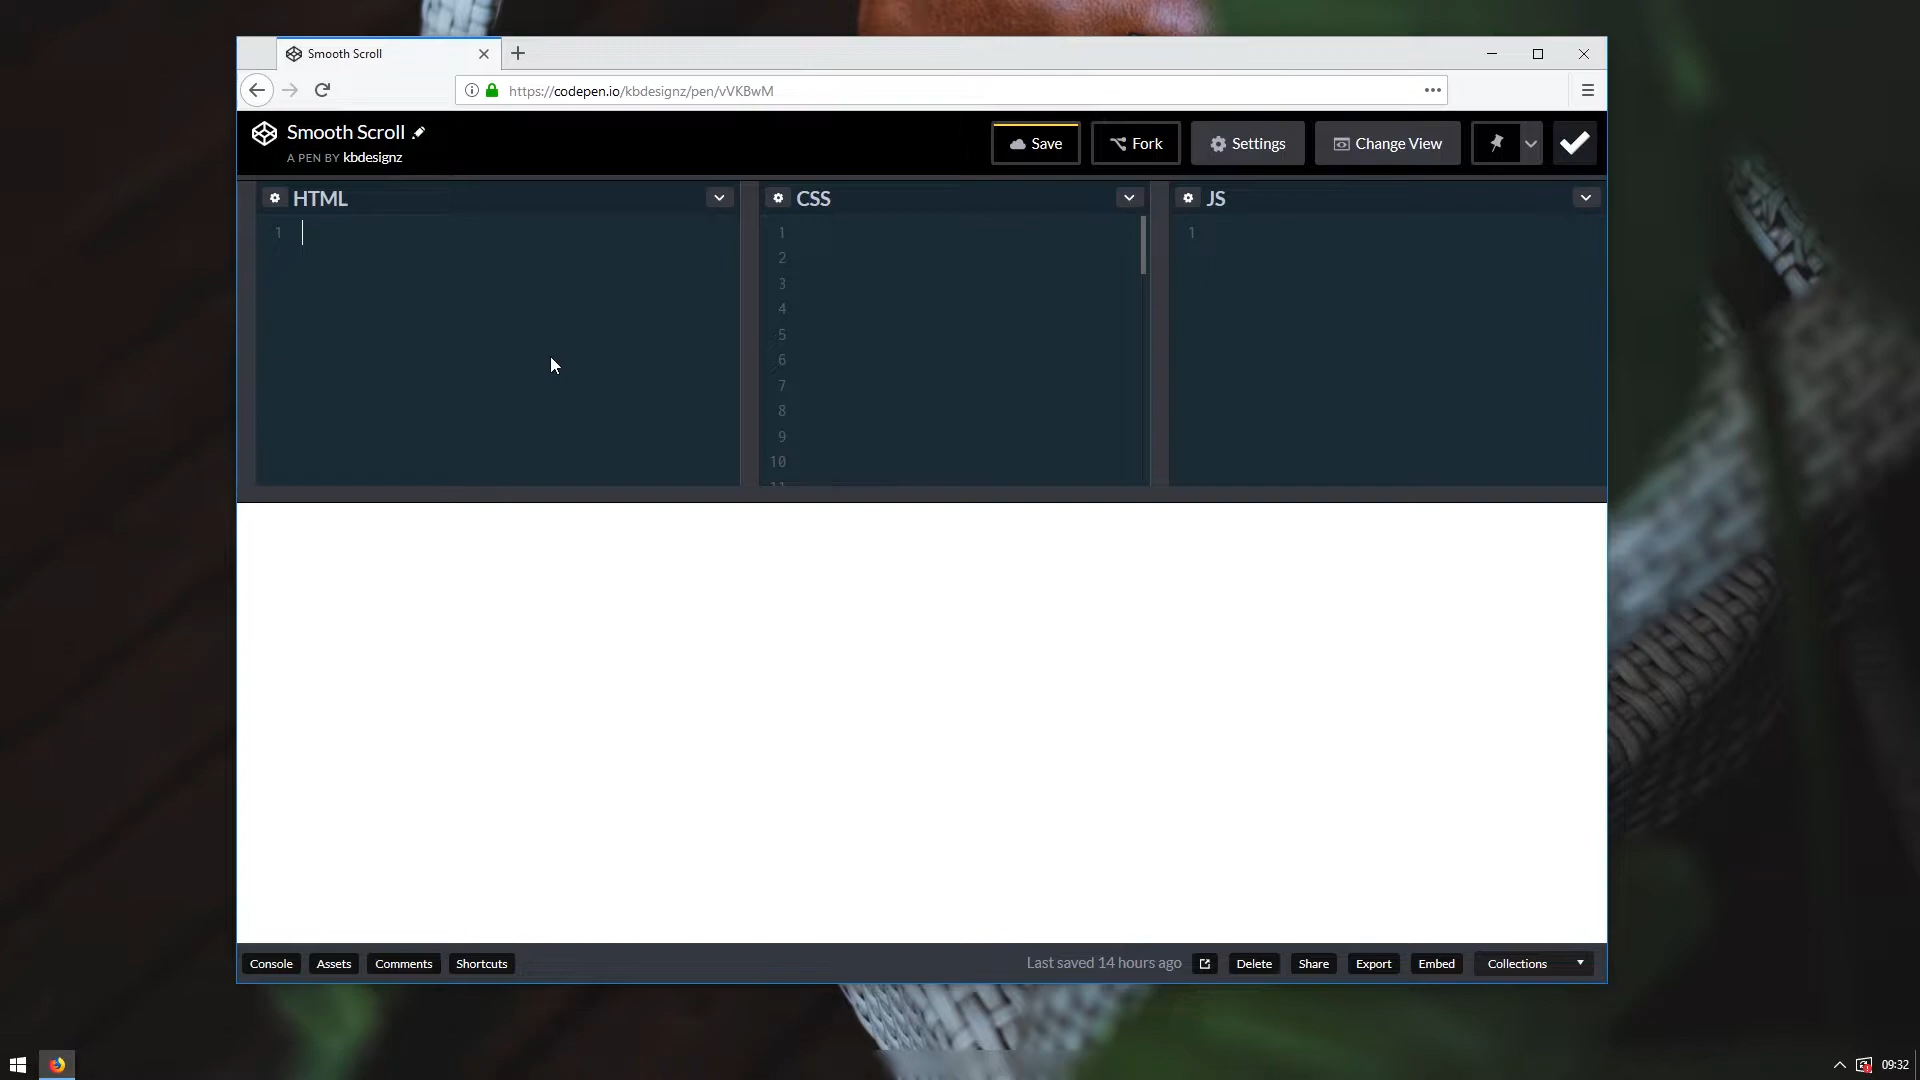 Smooth Scroll
https://codepen.io/kbdesignz/pen/vVKBwM
Smooth Scroll
A PEN BY kbdesignz
Save
Fork
Settings
Change View
HTML
CSS
JS
1
1
2
3
4
5
6
7
8
9
10
11
1
Console
Assets
Comments
Shortcuts
Last saved 14 hours ago
Delete
Share
Export
Embed
Collections
09:32